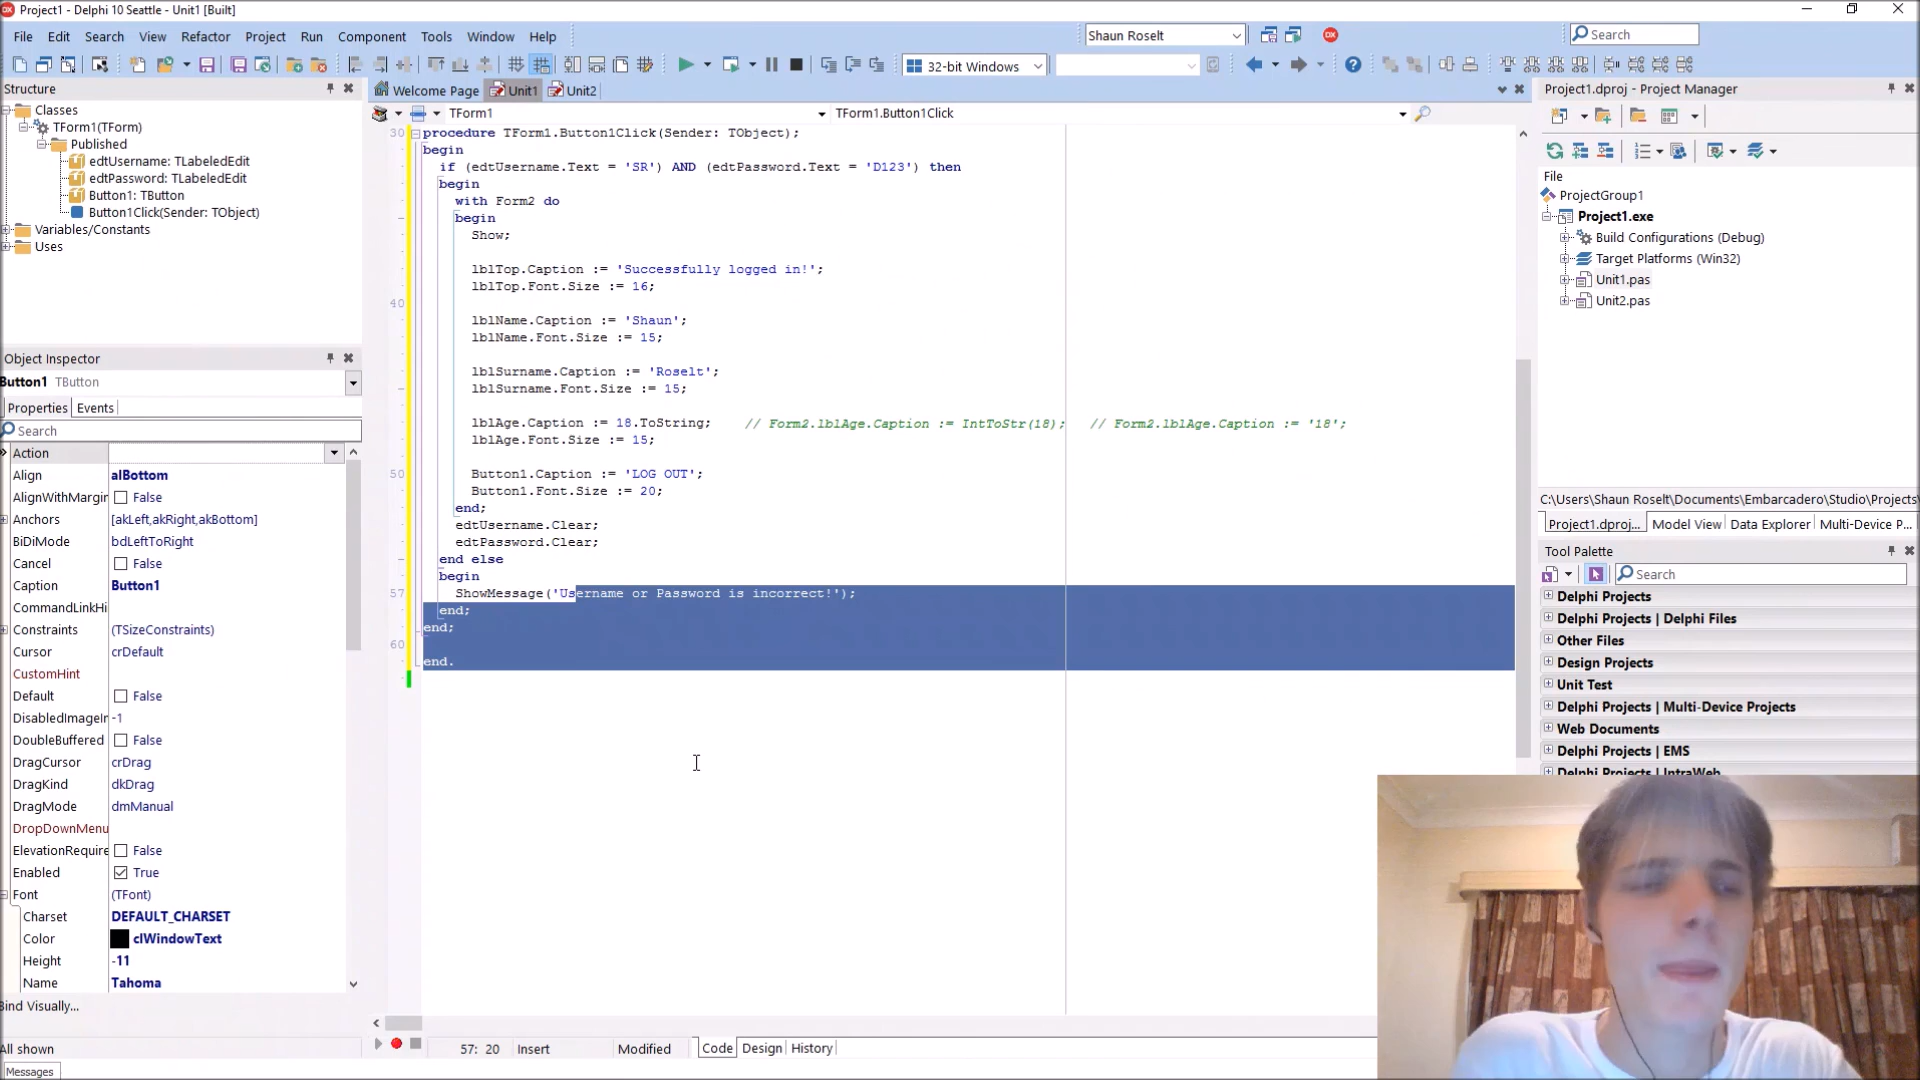 Project1 - Delphi 10 Seattle - Unit1 [Built]
File Edit Search View Refactor Project Run Component Tools Window Help
Shaun Roselt
Search
32-bit Windows
Structure
Classes
TForm1(TForm)
Published
edtUsername: TLabeledEdit
edtPassword: TLabeledEdit
Button1: TButton
Button1Click(Sender: TObject)
Variables/Constants
Uses
Object Inspector
Button1 TButton
Properties Events
Search
Action
Align alBottom
AlignWithMargin False
Anchors [akLeft,akRight,akBottom]
BiDiMode bdLeftToRight
Cancel False
Caption Button1
CommandLinkHi
Constraints (TSizeConstraints)
Cursor crDefault
CustomHint
Default False
DisabledImageIr -1
DoubleBuffered False
DragCursor crDrag
DragKind dkDrag
DragMode dmManual
DropDownMenu
ElevationRequire False
Enabled True
Font (TFont)
Charset DEFAULT_CHARSET
Color clWindowText
Height -11
Name Tahoma
Bind Visually...
All shown
Messages
Welcome Page Unit1 Unit2
TForm1 TForm1.Button1Click
30 procedure TForm1.Button1Click(Sender: TObject);
begin
if (edtUsername.Text = 'SR') AND (edtPassword.Text = 'D123') then
begin
with Form2 do
begin
Show;
lblTop.Caption := 'Successfully logged in!';
40 lblTop.Font.Size := 16;
lblName.Caption := 'Shaun';
lblName.Font.Size := 15;
lblSurname.Caption := 'Roselt';
lblSurname.Font.Size := 15;
lblAge.Caption := 18.ToString; // Form2.lblAge.Caption := IntToStr(18); // Form2.lblAge.Caption := '18';
lblAge.Font.Size := 15;
50 Button1.Caption := 'LOG OUT';
Button1.Font.Size := 20;
end;
edtUsername.Clear;
edtPassword.Clear;
end else
begin
57 ShowMessage('Username or Password is incorrect!');
end;
end;
60
end.
57: 20 Insert Modified Code Design History
Project1.dproj - Project Manager
File
ProjectGroup1
Project1.exe
Build Configurations (Debug)
Target Platforms (Win32)
Unit1.pas
Unit2.pas
C:\Users\Shaun Roselt\Documents\Embarcadero\Studio\Projects\
Project1.dproj... Model View Data Explorer Multi-Device P...
Tool Palette
Search
Delphi Projects
Delphi Projects | Delphi Files
Other Files
Design Projects
Unit Test
Delphi Projects | Multi-Device Projects
Web Documents
Delphi Projects | EMS
Delphi Projects | IntraWeb